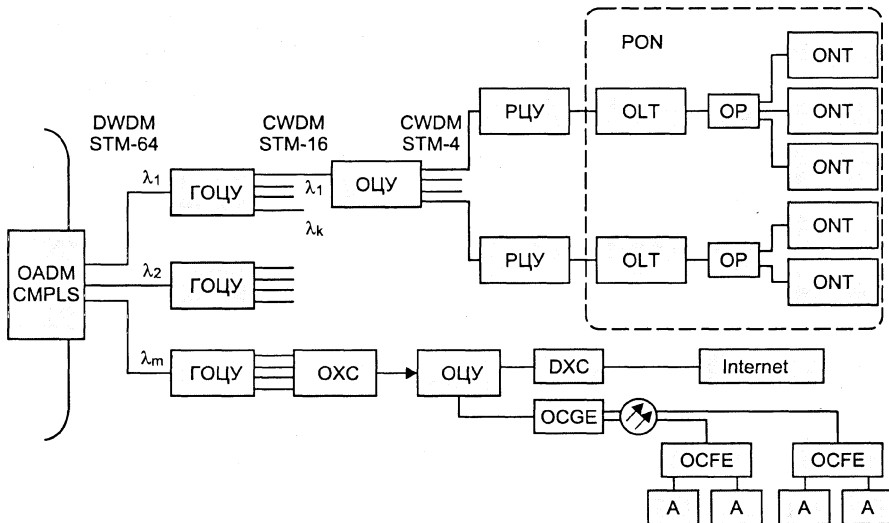 PON
ONT
DWDM
STM-64
CWDM
STM-16
CWDM
STM-4
РЦУ
OLT
OP
ONT
λ1
ГОЦУ
λ1
ОЦУ
ONT
λk
ONT
OADM
CMPLS
λ2
ГОЦУ
РЦУ
OLT
OP
ONT
λm
ГОЦУ
OXC
ОЦУ
DXC
Internet
OCGE
OCFE
OCFE
A
A
A
A